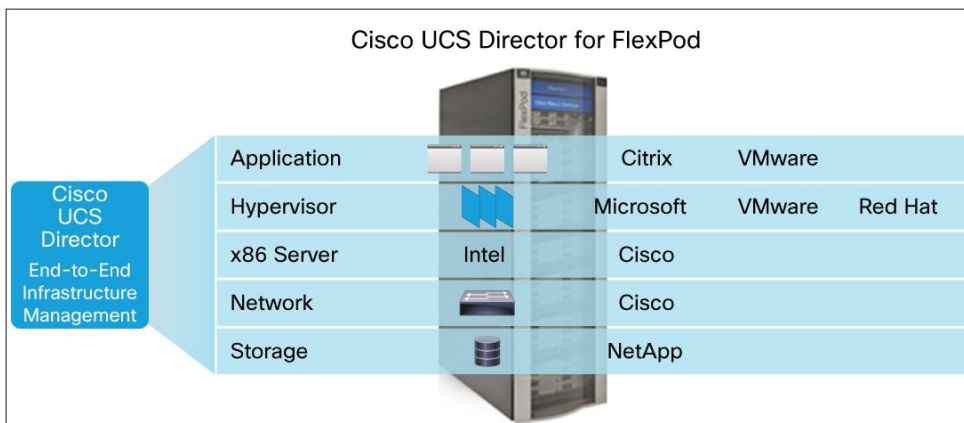 Cisco UCS Director for FlexPod
FlexPod
Cisco
UCS
Director
End-to-End
Infrastructure
Management
Application Citrix VMware
Hypervisor Microsoft VMware Red Hat
x86 Server Intel Cisco
Network Cisco
Storage NetApp